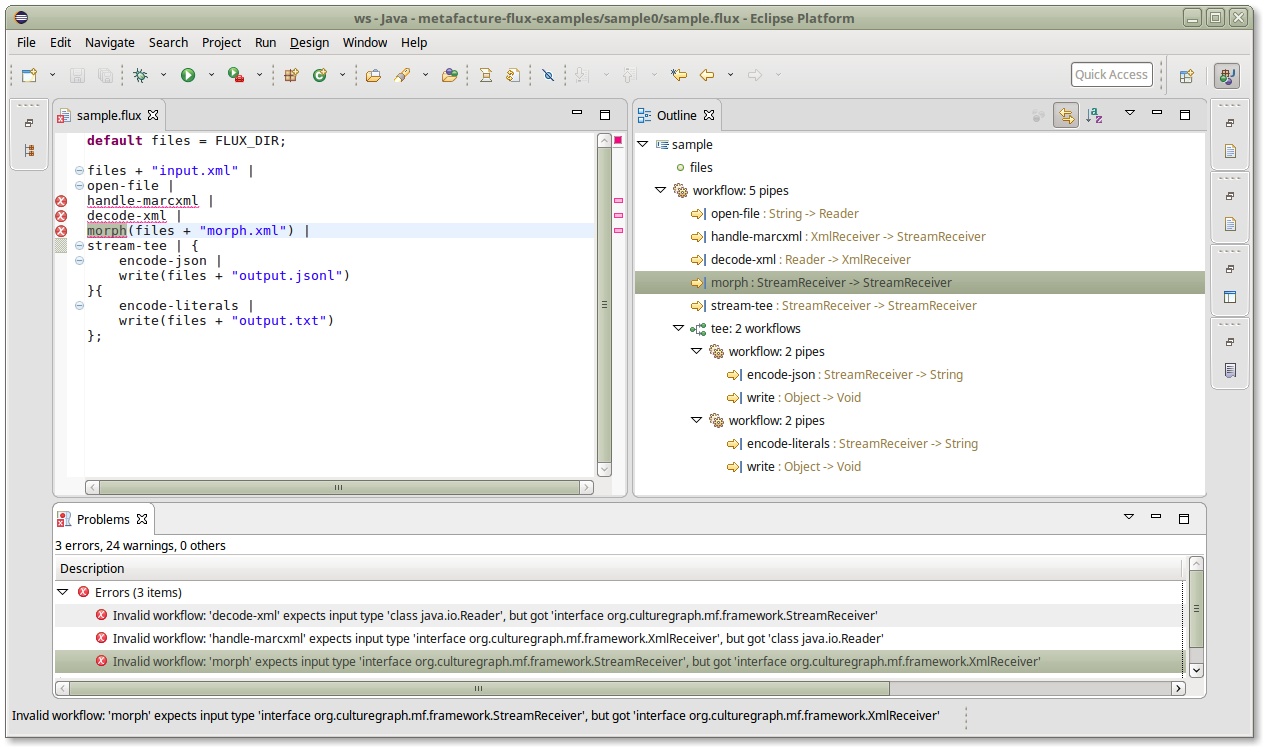 ws - Java - metafacture-flux-examples/sample0/sample.flux - Eclipse Platform
File Edit Navigate Search Project Run Design Window Help
Quick Access
sample.flux
default files = FLUX_DIR;
files + "input.xml" |
open-file |
handle-marcxml |
decode-xml |
morph(files + "morph.xml") |
stream-tee | {
encode-json |
write(files + "output.jsonl")
}{
encode-literals |
write(files + "output.txt")
};
Outline
sample
files
workflow: 5 pipes
open-file : String -> Reader
handle-marcxml : XmlReceiver -> StreamReceiver
decode-xml : Reader -> XmlReceiver
morph : StreamReceiver -> StreamReceiver
stream-tee : StreamReceiver -> StreamReceiver
tee: 2 workflows
workflow: 2 pipes
encode-json : StreamReceiver -> String
write : Object -> Void
workflow: 2 pipes
encode-literals : StreamReceiver -> String
write : Object -> Void
Problems
3 errors, 24 warnings, 0 others
Description
Errors (3 items)
Invalid workflow: 'decode-xml' expects input type 'class java.io.Reader', but got 'interface org.culturegraph.mf.framework.StreamReceiver'
Invalid workflow: 'handle-marcxml' expects input type 'interface org.culturegraph.mf.framework.XmlReceiver', but got 'class java.io.Reader'
Invalid workflow: 'morph' expects input type 'interface org.culturegraph.mf.framework.StreamReceiver', but got 'interface org.culturegraph.mf.framework.XmlReceiver'
Invalid workflow: 'morph' expects input type 'interface org.culturegraph.mf.framework.StreamReceiver', but got 'interface org.culturegraph.mf.framework.XmlReceiver'